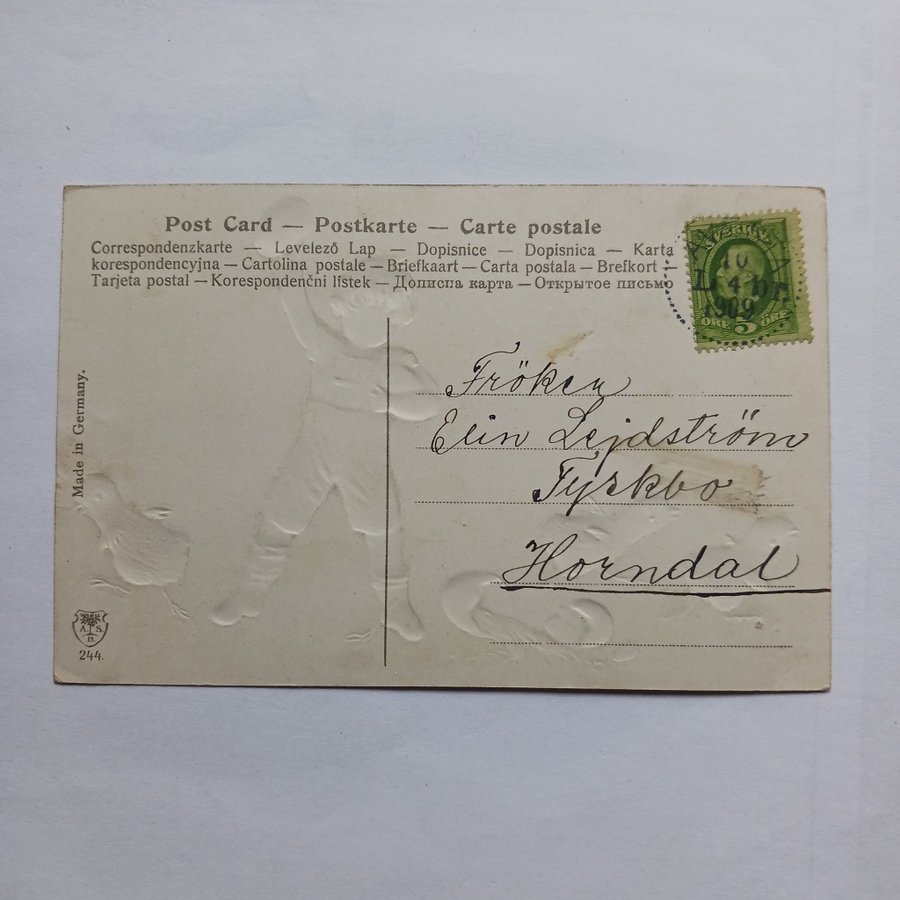 Post Card — Postkarte — Carte postale
Correspondenzkarte — Levelező Lap — Dopisnice — Dopisnica — Karta
korespondencyjna — Cartolina postale — Briefkaart — Carta postala — Brefkort —
Tarjeta postal — Korespondenční lístek — Дописна карта — Открытое письмо
SVERIGE
10
4
1909
ÖRE 5 ÖRE
Fröken
Elin Lejdström
Tyskbo
Horndal
Made in Germany.
A. S.
B.
244.